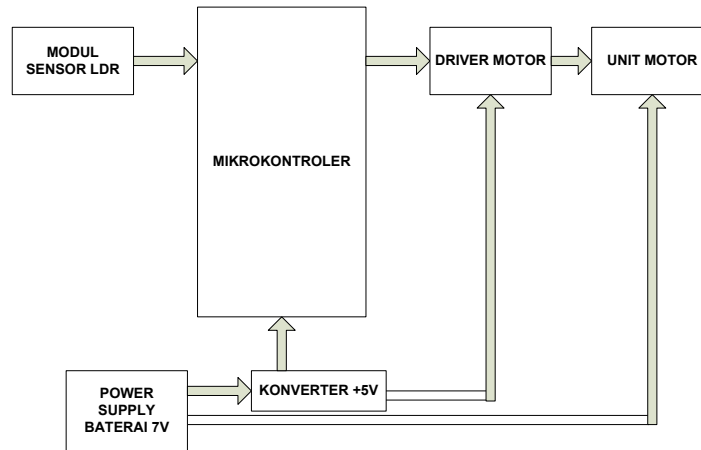 MODUL
SENSOR LDR
DRIVER MOTOR
UNIT MOTOR
MIKROKONTROLER
POWER
SUPPLY
BATERAI 7V
KONVERTER +5V